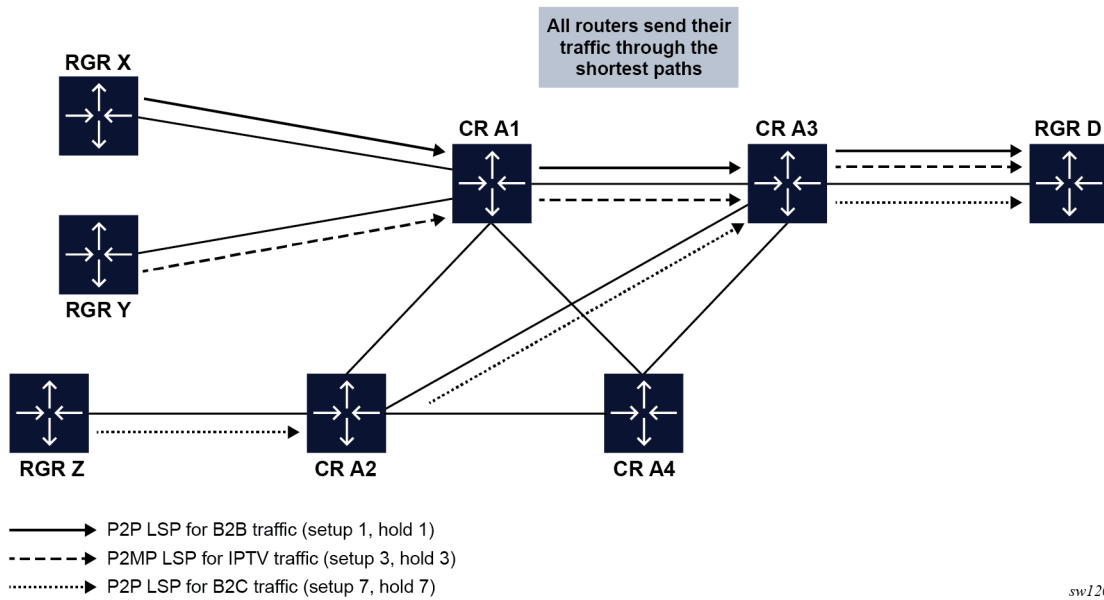 All routers send their
traffic through the
shortest paths
RGR X
CR A1
CR A3
RGR D
RGR Y
RGR Z
CR A2
CR A4
P2P LSP for B2B traffic (setup 1, hold 1)
P2MP LSP for IPTV traffic (setup 3, hold 3)
P2P LSP for B2C traffic (setup 7, hold 7)